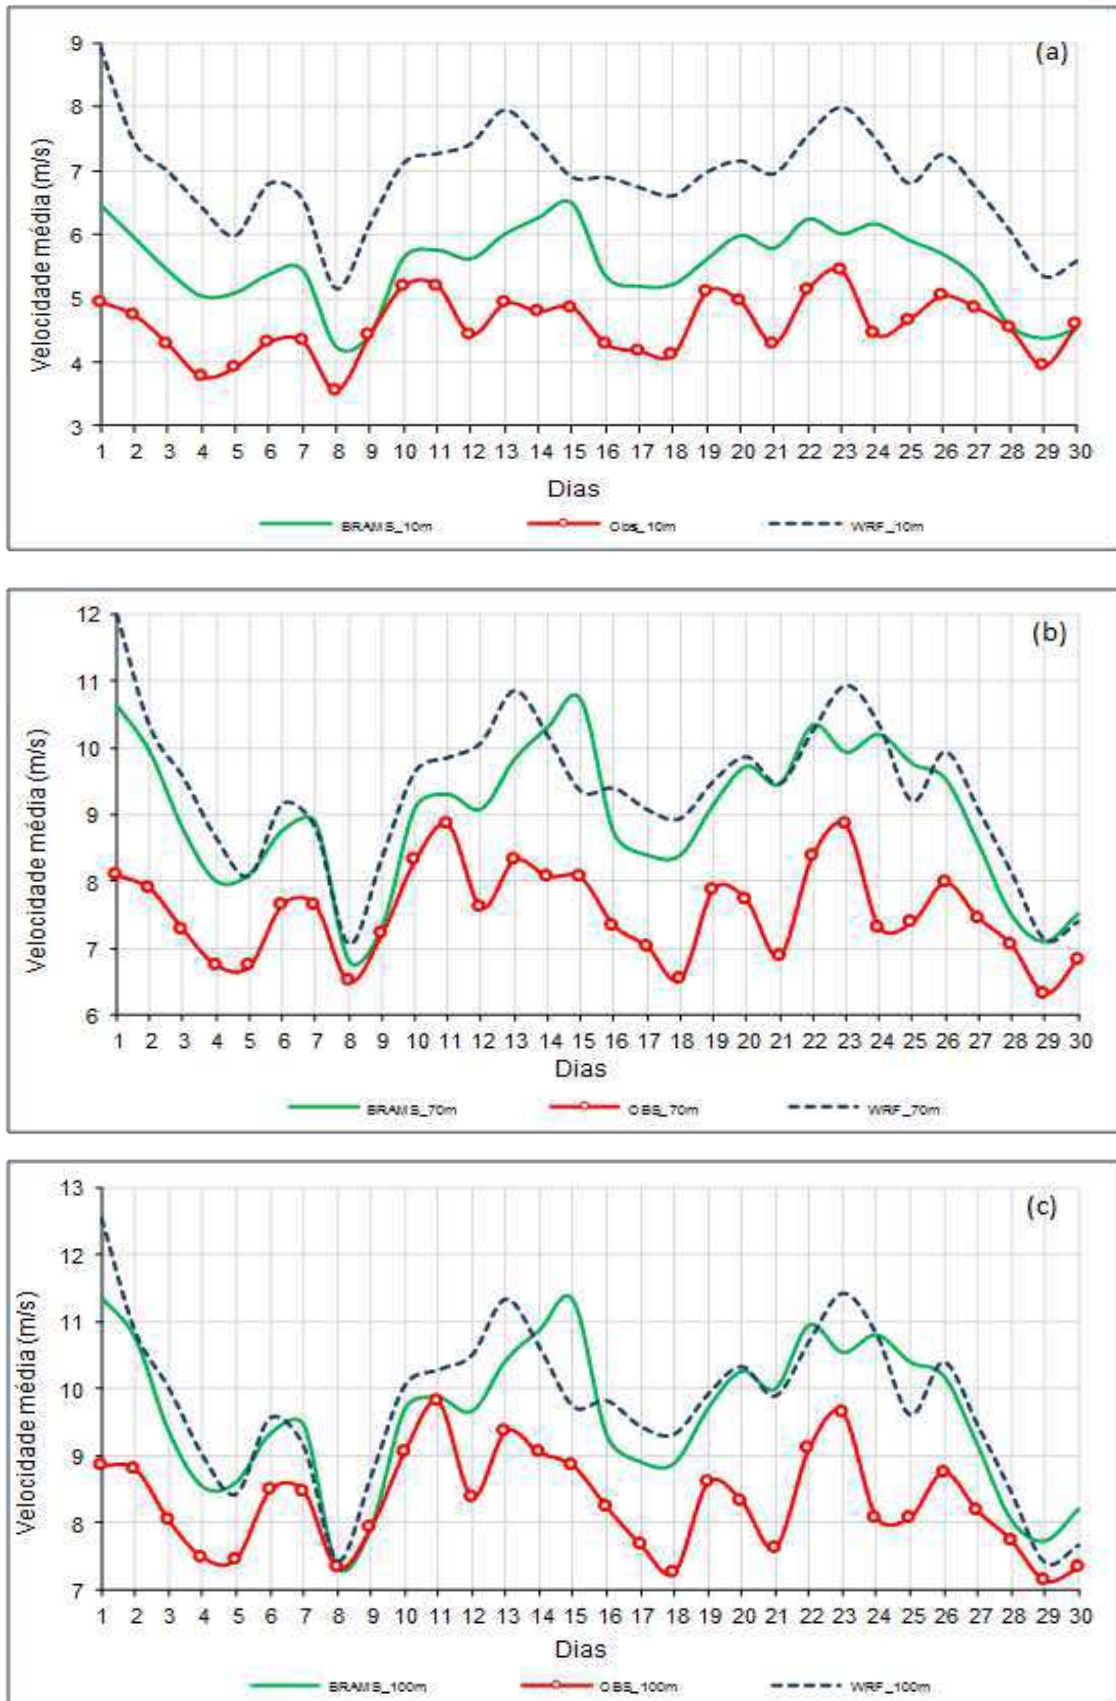 (a)
Velocidade média (m/s)
9
8
7
6
5
4
3
1 2 3 4 5 6 7 8 9 10 11 12 13 14 15 16 17 18 19 20 21 22 23 24 25 26 27 28 29 30
Dias
BRAMS_10m Obs_10m WRF_10m
(b)
Velocidade média (m/s)
12
11
10
9
8
7
6
1 2 3 4 5 6 7 8 9 10 11 12 13 14 15 16 17 18 19 20 21 22 23 24 25 26 27 28 29 30
Dias
BRAMS_70m OBS_70m WRF_70m
(c)
Velocidade média (m/s)
13
12
11
10
9
8
7
1 2 3 4 5 6 7 8 9 10 11 12 13 14 15 16 17 18 19 20 21 22 23 24 25 26 27 28 29 30
Dias
BRAMS_100m OBS_100m WRF_100m